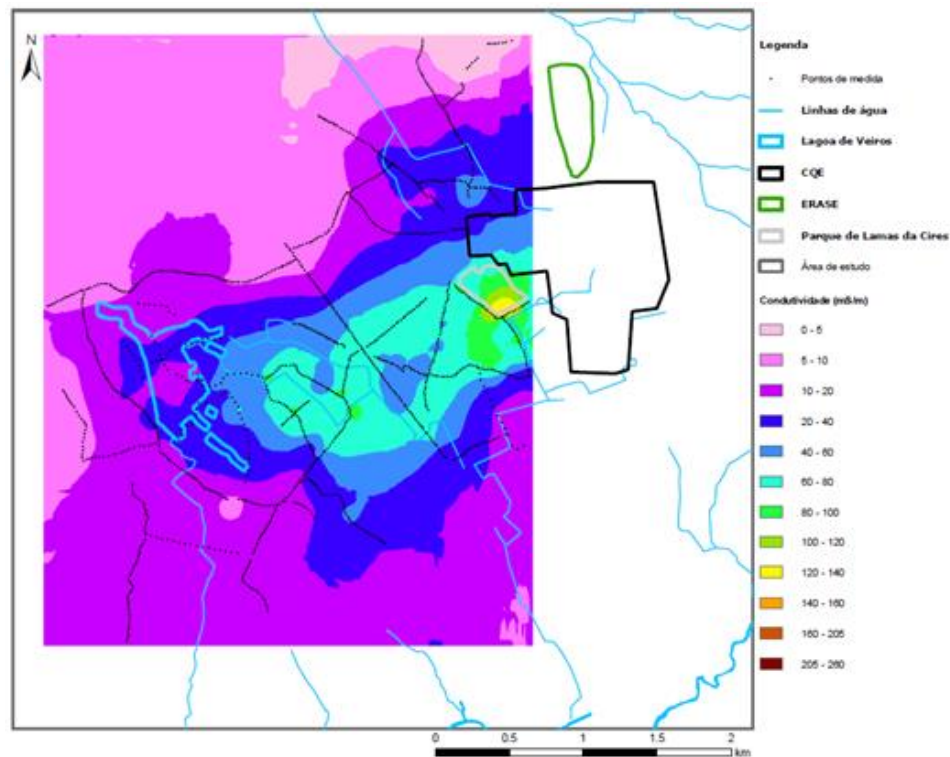 N
Legenda
Pontos de medida
Linhas de água
Lagoa de Veiros
CQE
ERASE
Parque de Lamas da Cires
Área de estudo
Condutividade (mS/m)
0 - 5
5 - 10
10 - 20
20 - 40
40 - 60
60 - 80
80 - 100
100 - 120
120 - 140
140 - 160
160 - 205
205 - 260
0 0.5 1 1.5 2
km